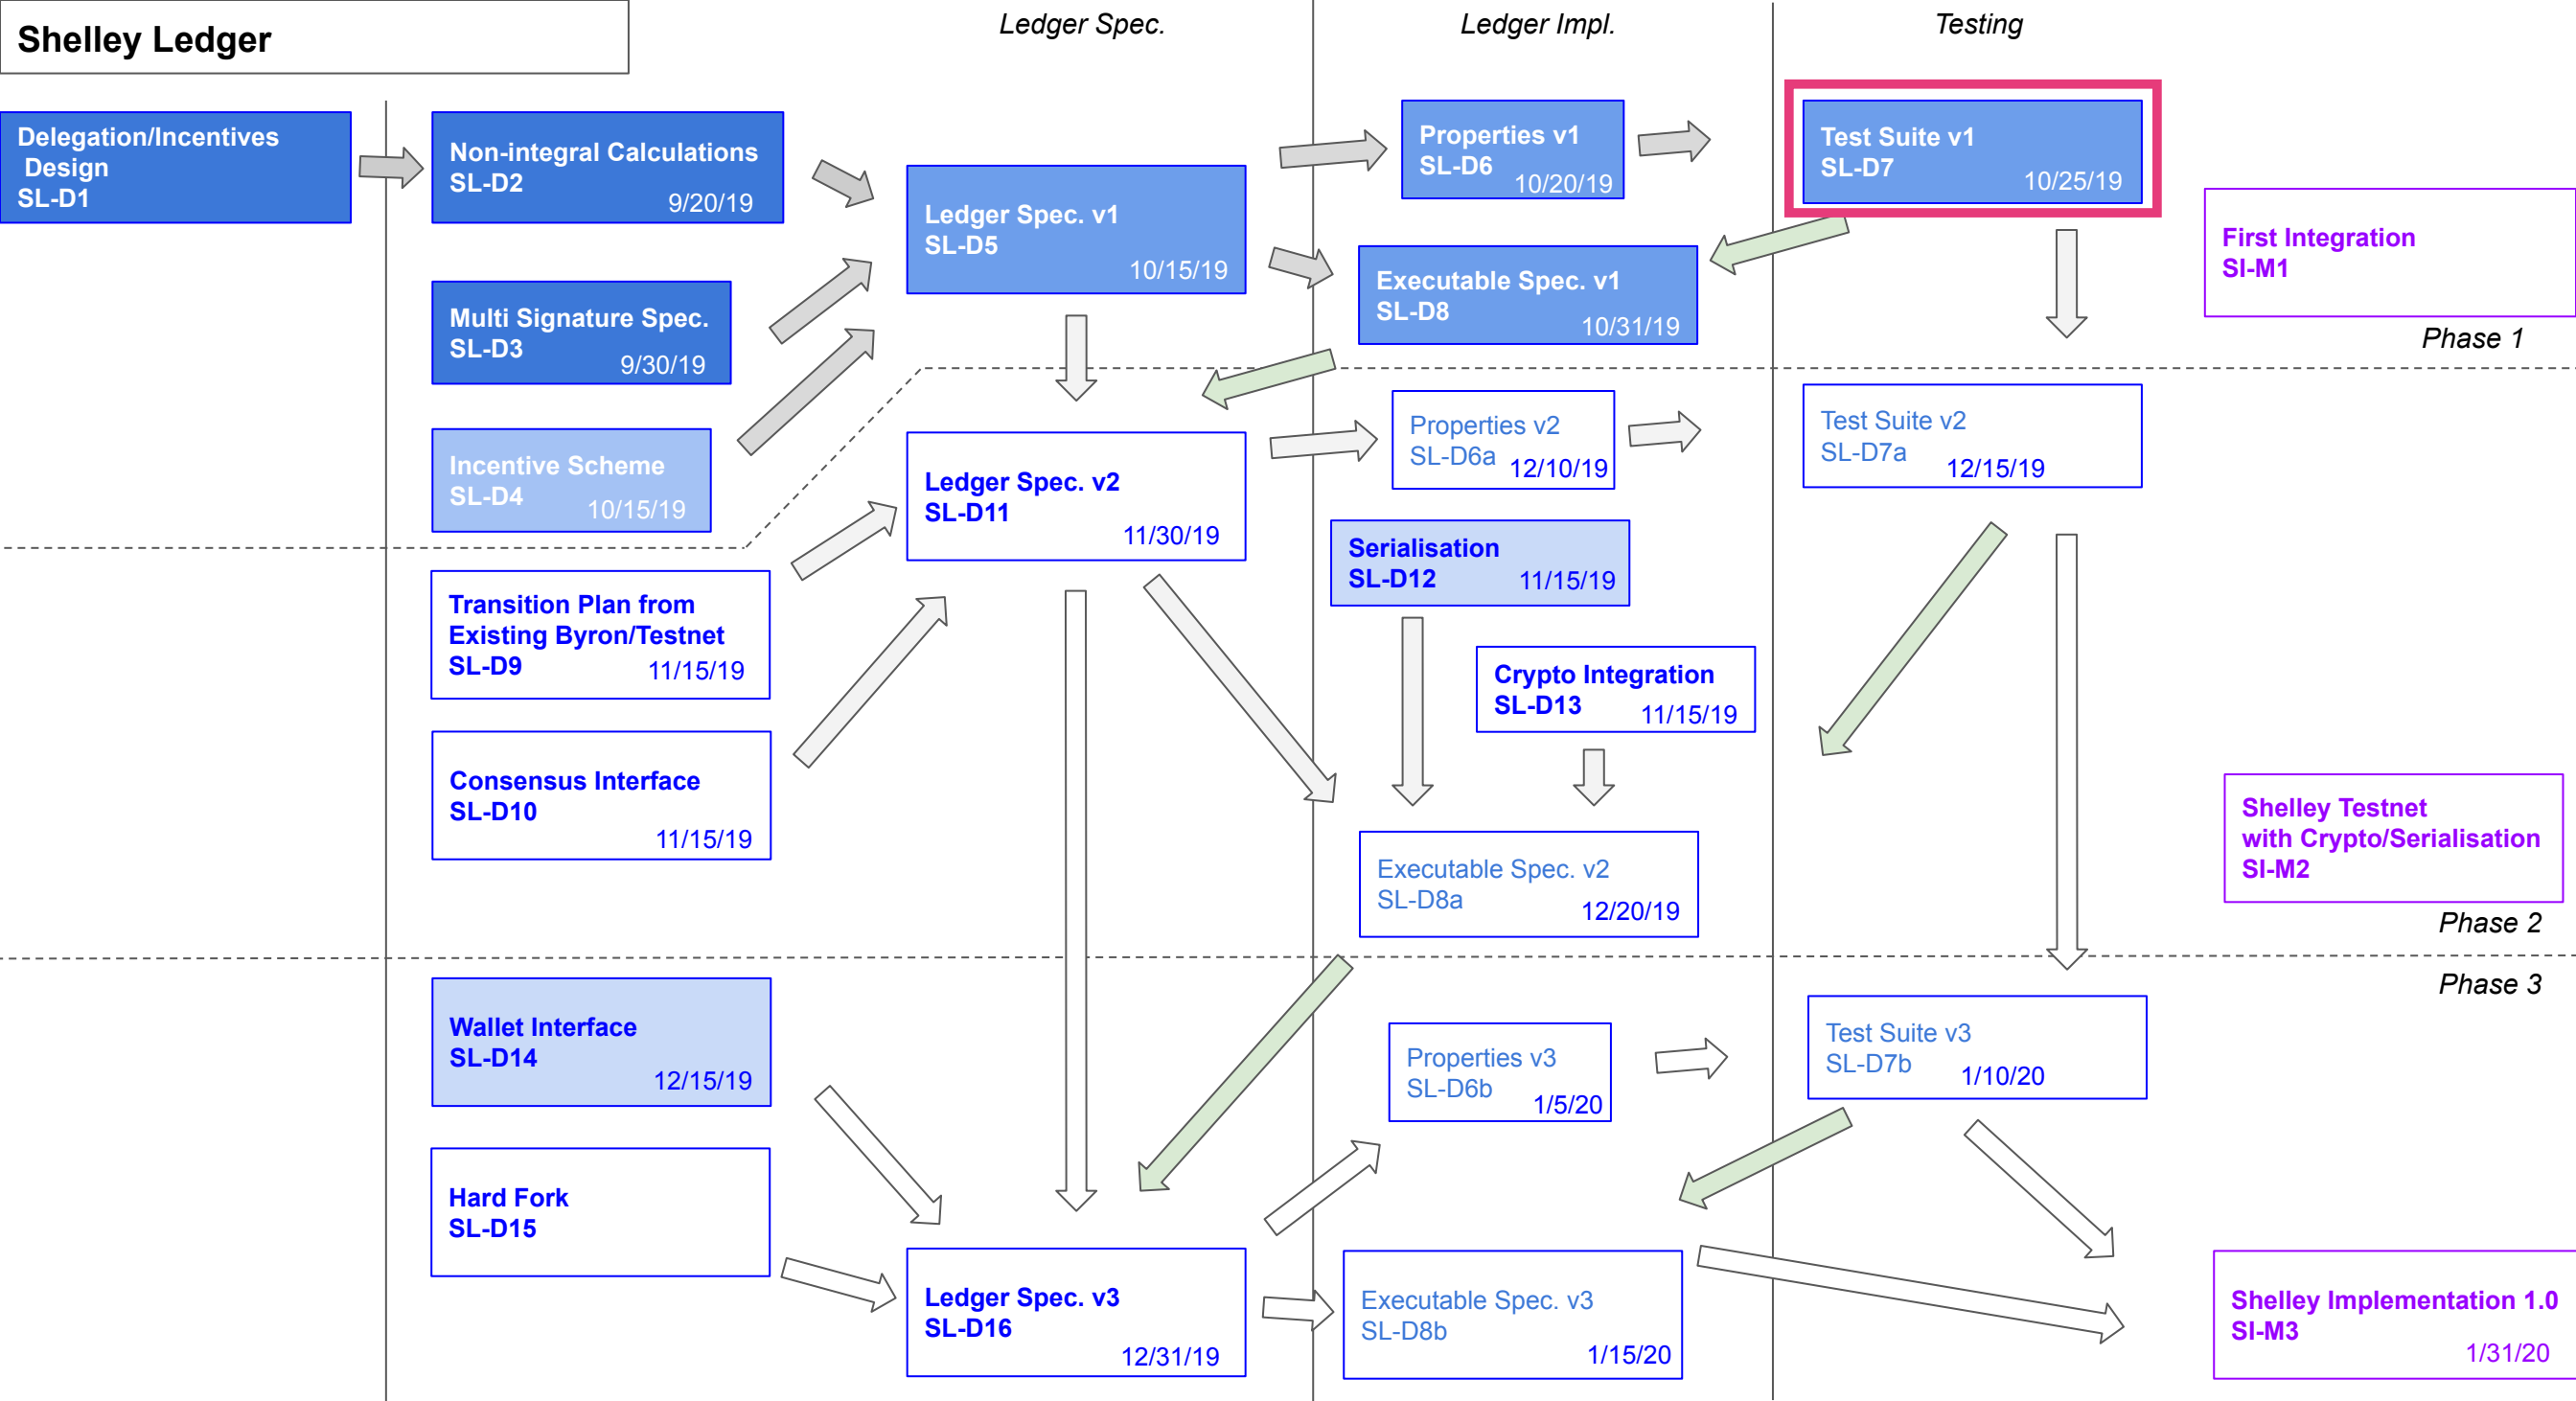 Shelley Ledger
Ledger Spec.
Ledger Impl.
Testing
Delegation/Incentives
Design
SL-D1
Non-integral Calculations
SL-D2
9/20/19
Multi Signature Spec.
SL-D3
9/30/19
Incentive Scheme
SL-D4
10/15/19
Ledger Spec. v1
SL-D5
10/15/19
Properties v1
SL-D6
10/20/19
Executable Spec. v1
SL-D8
10/31/19
Test Suite v1
SL-D7
10/25/19
First Integration
SI-M1
Phase 1
Transition Plan from
Existing Byron/Testnet
SL-D9
11/15/19
Consensus Interface
SL-D10
11/15/19
Ledger Spec. v2
SL-D11
11/30/19
Properties v2
SL-D6a
12/10/19
Serialisation
SL-D12
11/15/19
Crypto Integration
SL-D13
11/15/19
Executable Spec. v2
SL-D8a
12/20/19
Test Suite v2
SL-D7a
12/15/19
Shelley Testnet
with Crypto/Serialisation
SI-M2
Phase 2
Phase 3
Wallet Interface
SL-D14
12/15/19
Hard Fork
SL-D15
Ledger Spec. v3
SL-D16
12/31/19
Properties v3
SL-D6b
1/5/20
Executable Spec. v3
SL-D8b
1/15/20
Test Suite v3
SL-D7b
1/10/20
Shelley Implementation 1.0
SI-M3
1/31/20